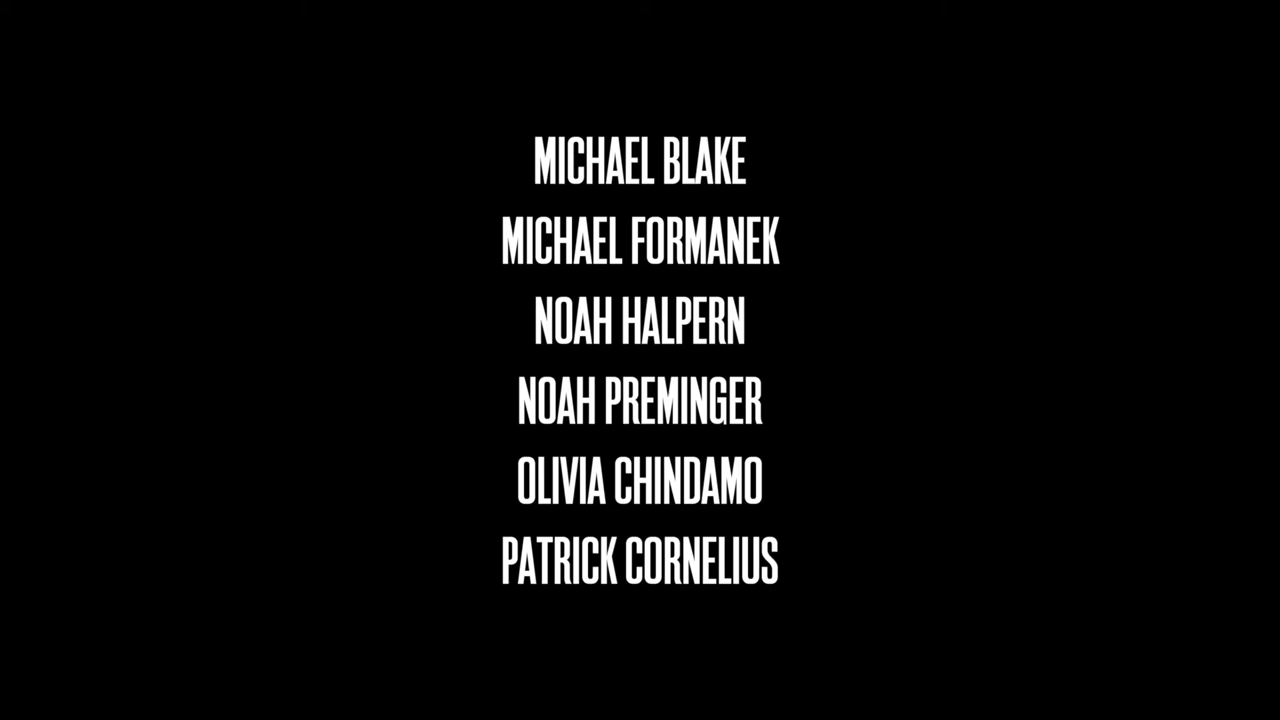 MICHAEL BLAKE
MICHAEL FORMANEK
NOAH HALPERN
NOAH PREMINGER
OLIVIA CHINDAMO
PATRICK CORNELIUS